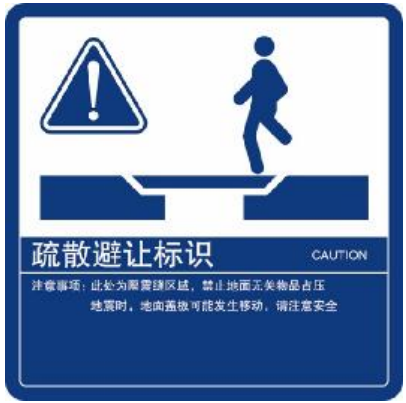 疏散避让标识 CAUTION
注意事项：此处为隔震缝区域，禁止地面无关物品占压
地震时，地面盖板可能发生移动，请注意安全